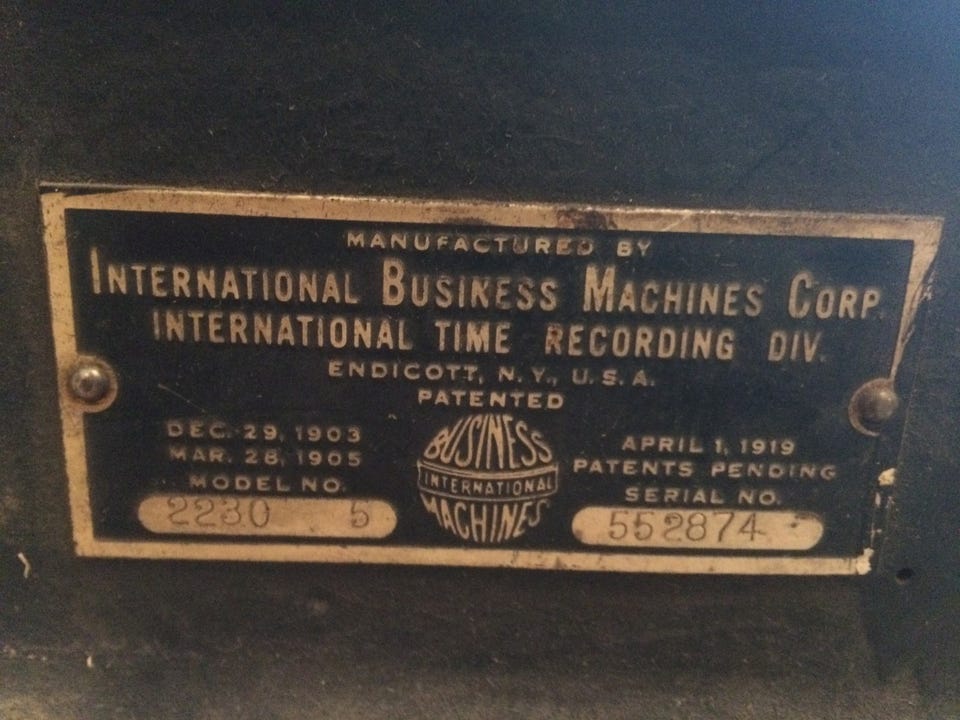 MANUFACTURED BY
INTERNATIONAL BUSINESS MACHINES CORP.
INTERNATIONAL TIME RECORDING DIV.
ENDICOTT, N.Y., U.S.A.
PATENTED
DEC. 29, 1903
MAR. 28, 1905
MODEL NO.
2230 5
BUSINESS
INTERNATIONAL
MACHINES
APRIL 1, 1919
PATENTS PENDING
SERIAL NO.
552874